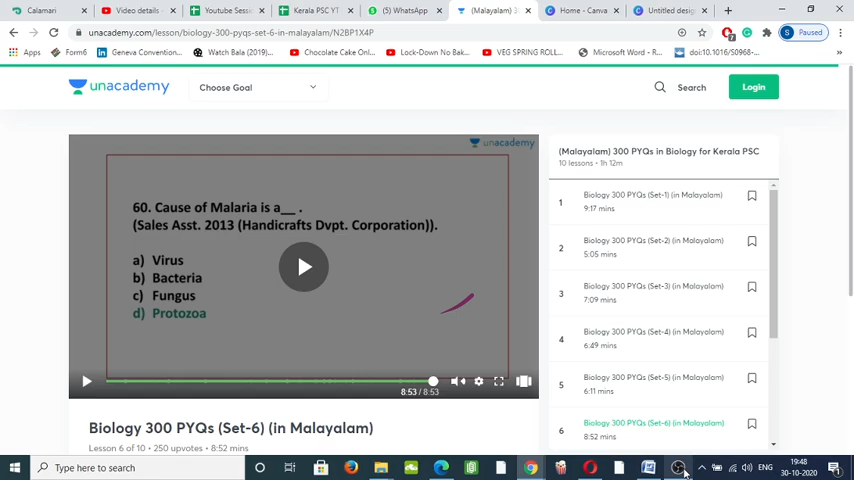 Calamari
Video details -
Youtube Sessio
Kerala PSC YT
(5) WhatsApp
(Malayalam) 3
Home - Canva
Untitled desig
unacademy.com/lesson/biology-300-pyqs-set-6-in-malayalam/N2BP1X4P
Paused
Apps
Form6
Geneva Convention...
Watch Bala (2019)...
Chocolate Cake Onl...
Lock-Down No Bak...
VEG SPRING ROLL...
Microsoft Word - R...
doi:10.1016/S0968-...
unacademy
Choose Goal
Search
Login
unacademy
60. Cause of Malaria is a__ .
(Sales Asst. 2013 (Handicrafts Dvpt. Corporation)).
a) Virus
b) Bacteria
c) Fungus
d) Protozoa
8:53 / 8:53
Biology 300 PYQs (Set-6) (in Malayalam)
Lesson 6 of 10 • 250 upvotes • 8:52 mins
(Malayalam) 300 PYQs in Biology for Kerala PSC
10 lessons • 1h 12m
1
Biology 300 PYQs (Set-1) (in Malayalam)
9:17 mins
2
Biology 300 PYQs (Set-2) (in Malayalam)
5:05 mins
3
Biology 300 PYQs (Set-3) (in Malayalam)
7:09 mins
4
Biology 300 PYQs (Set-4) (in Malayalam)
6:49 mins
5
Biology 300 PYQs (Set-5) (in Malayalam)
6:11 mins
6
Biology 300 PYQs (Set-6) (in Malayalam)
8:52 mins
Type here to search
ENG
19:48
30-10-2020